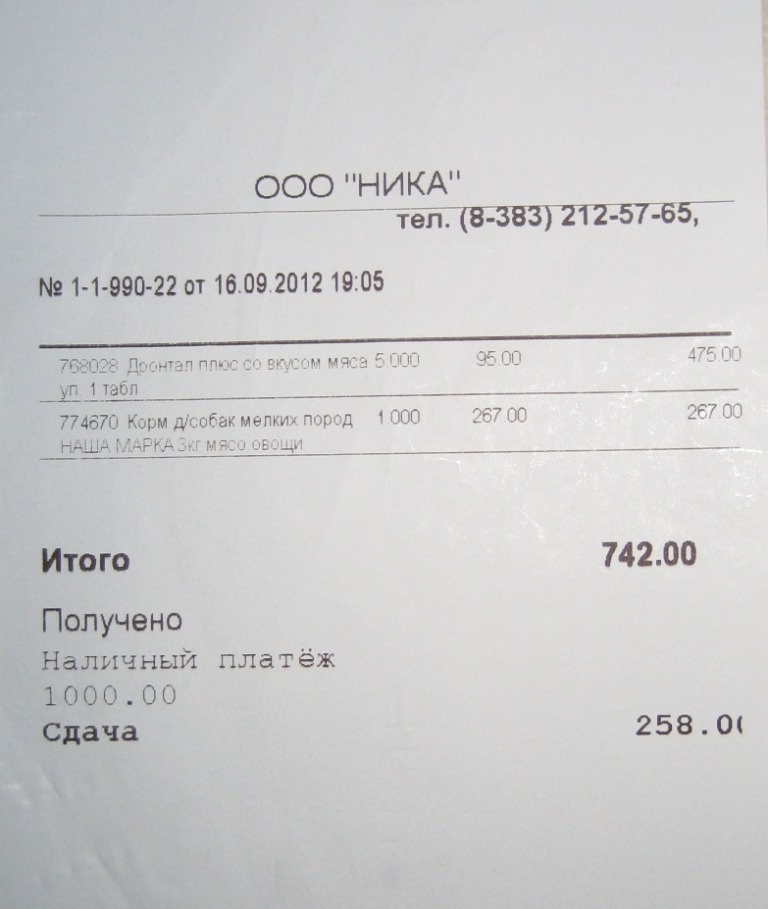 ООО "НИКА"
тел. (8-383) 212-57-65,
№ 1-1-990-22 от 16.09.2012 19:05
768028 Дронтал плюс со вкусом мяса 5.000 95.00 475.00
уп. 1 табл
774670 Корм д/собак мелких пород 1.000 267.00 267.00
НАША МАРКА 3кг мясо овощи
Итого 742.00
Получено
Наличный платёж
1000.00
Сдача 258.00